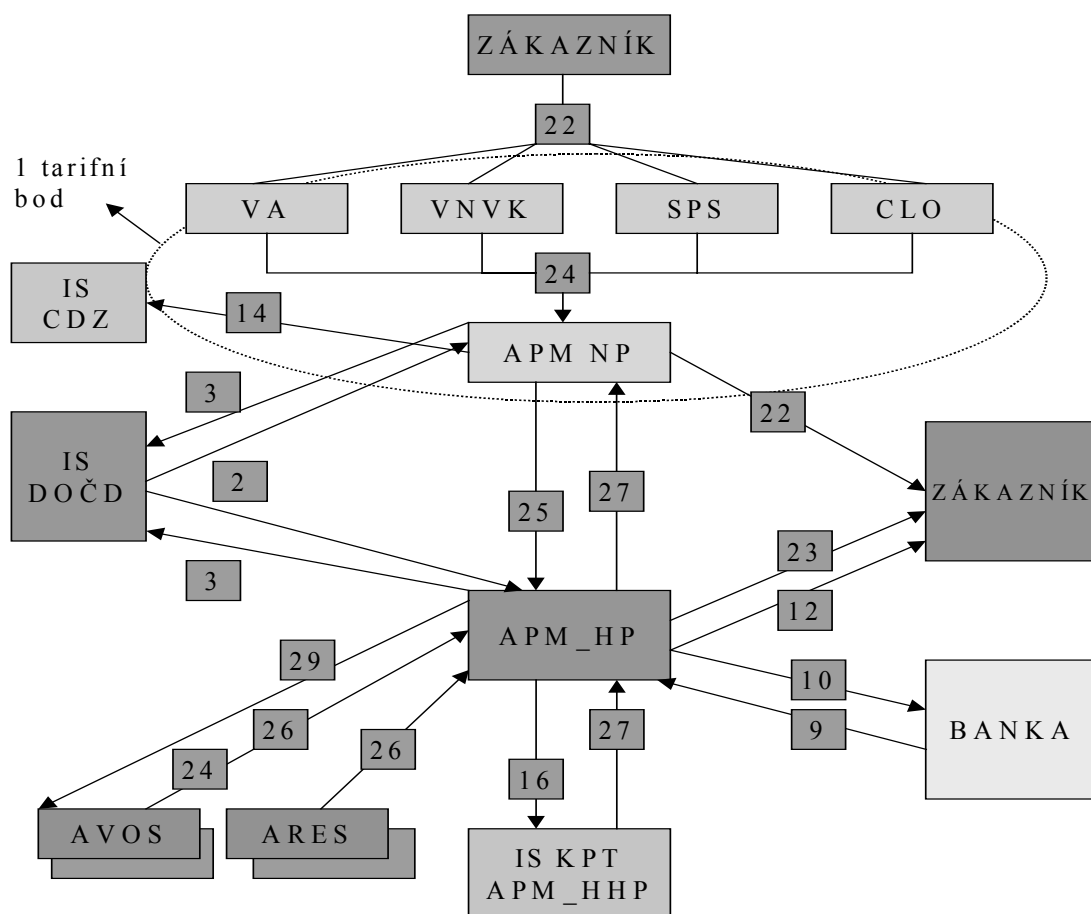 ZÁKAZNÍK
22
1 tarifní
bod
VA
VNVK
SPS
CLO
24
IS
CDZ
14
APM NP
3
22
IS
DOČD
2
25
27
ZÁKAZNÍK
23
3
12
APM_HP
29
10
26
26
27
9
BANKA
24
16
AVOS
ARES
IS KPT
APM_HHP